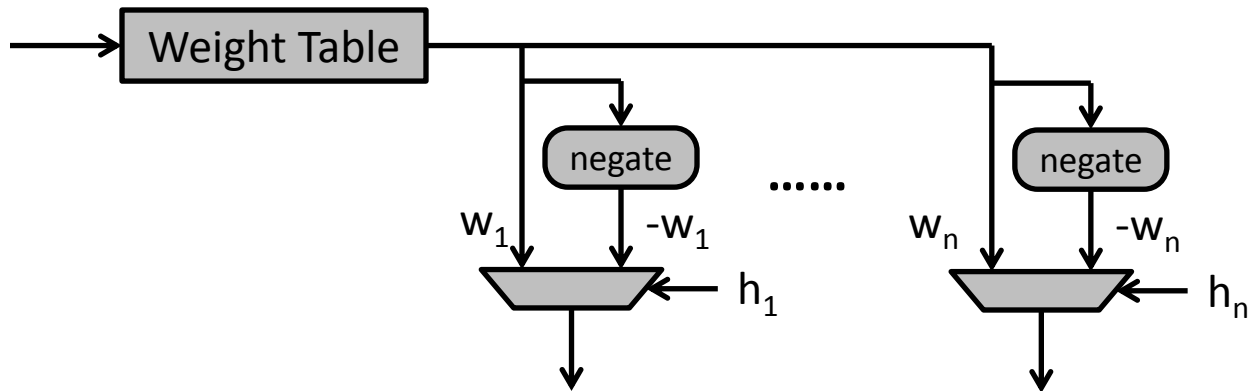 Weight Table
negate
negate
......
w₁
-w₁
wₙ
-wₙ
h₁
hₙ